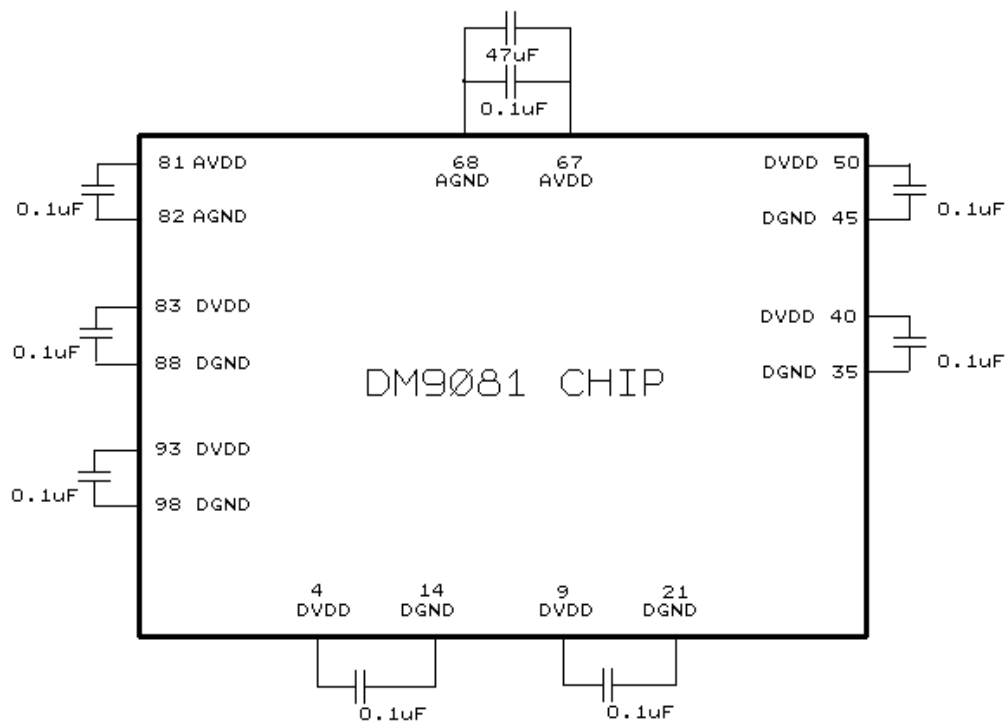 47uF
0.1uF
81 AVDD
68
AGND
67
AVDD
DVDD 50
0.1uF
82 AGND
DGND 45
0.1uF
83 DVDD
DVDD 40
0.1uF
88 DGND
DGND 35
0.1uF
DM9081 CHIP
93 DVDD
0.1uF
98 DGND
4
DVDD
14
DGND
9
DVDD
21
DGND
0.1uF
0.1uF